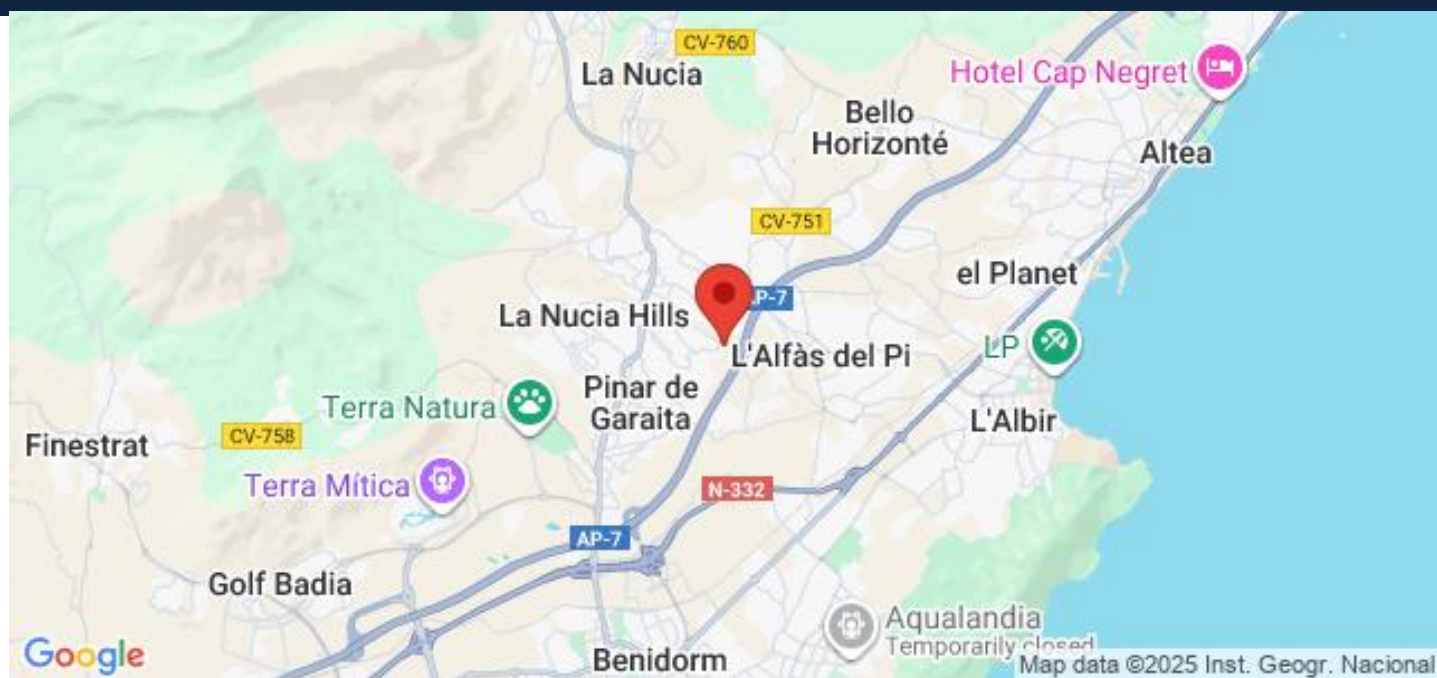 CV-760
La Nucia
Hotel Cap Negret
Bello
Horizonté
Altea
CV-751
el Planet
AP-7
La Nucia Hills
LP
L'Alfàs del Pi
Pinar de
Garaita
Terra Natura
L'Albir
CV-758
Finestrat
Terra Mítica
N-332
AP-7
Golf Badia
Aqualandia
Temporarily closed
Google
Benidorm
Map data ©2025 Inst. Geogr. Nacional